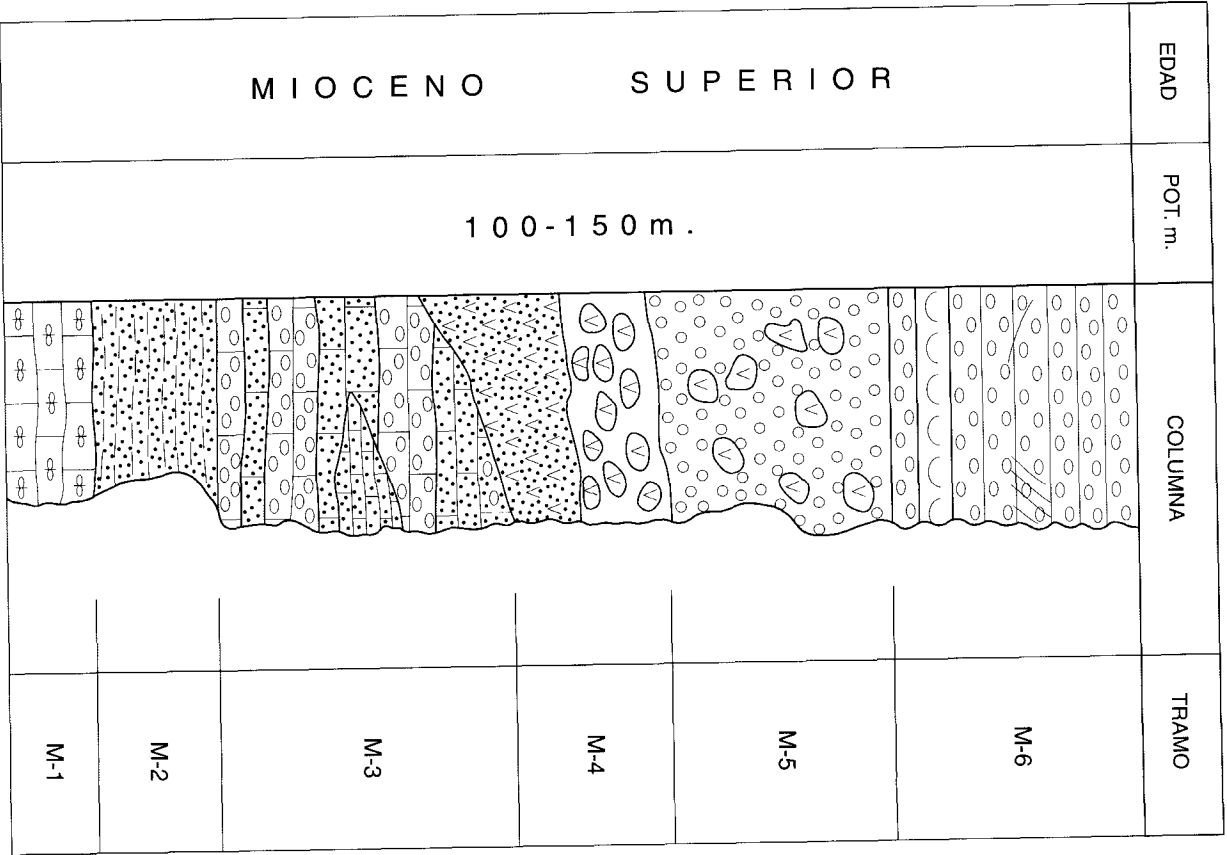 EDAD
POT. m.
COLUMNA
TRAMO
MIOCENO SUPERIOR
100-150m.
M-6
M-5
M-4
M-3
M-2
M-1